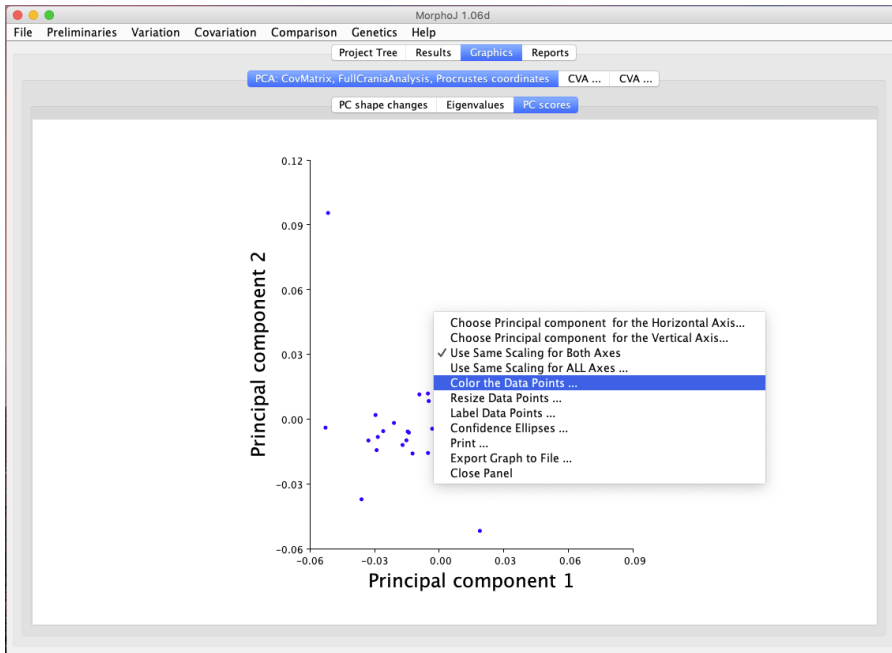 MorphoJ 1.06d
File Preliminaries Variation Covariation Comparison Genetics Help
Project Tree Results Graphics Reports
PCA: CovMatrix, FullCraniaAnalysis, Procrustes coordinates CVA ... CVA ...
PC shape changes Eigenvalues PC scores
0.12
0.09
0.06
0.03
0.00
−0.03
−0.06
Principal component 2
Choose Principal component for the Horizontal Axis...
Choose Principal component for the Vertical Axis...
✓ Use Same Scaling for Both Axes
Use Same Scaling for ALL Axes ...
Color the Data Points ...
Resize Data Points ...
Label Data Points ...
Confidence Ellipses ...
Print ...
Export Graph to File ...
Close Panel
−0.06 −0.03 0.00 0.03 0.06 0.09
Principal component 1